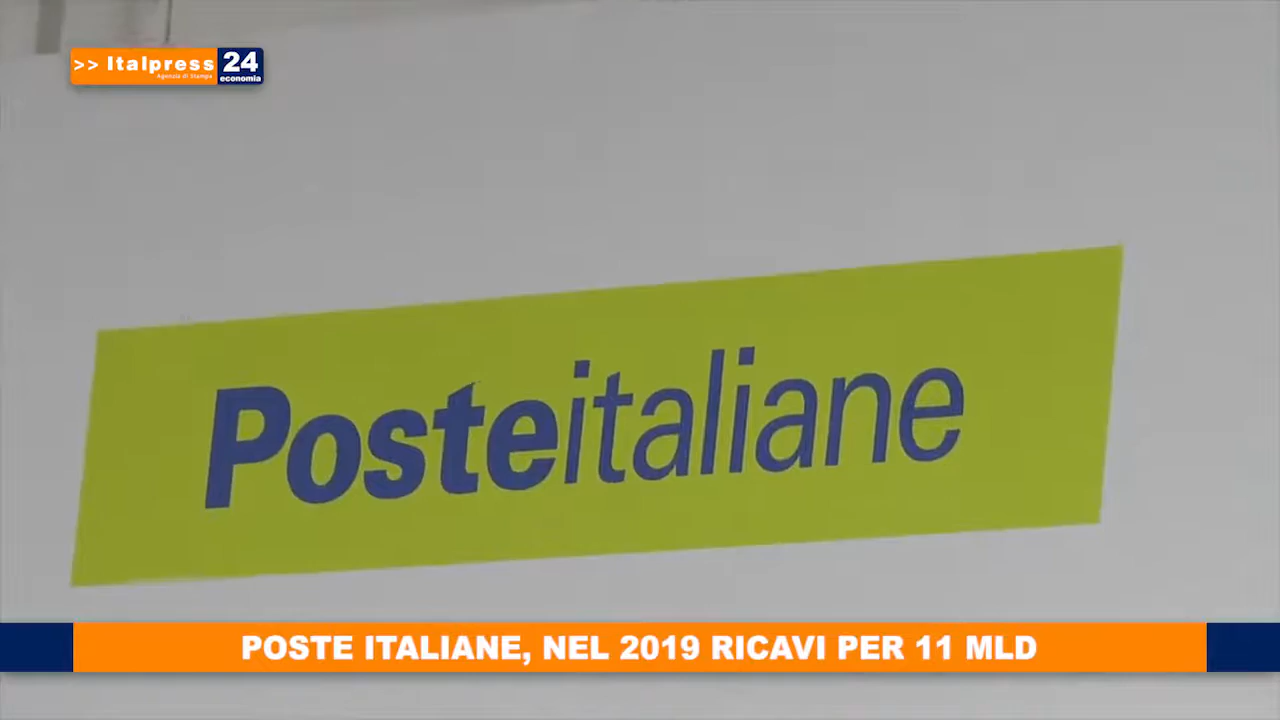 >> Italpress 24
Agenzia di Stampa economia
Posteitaliane
POSTE ITALIANE, NEL 2019 RICAVI PER 11 MLD